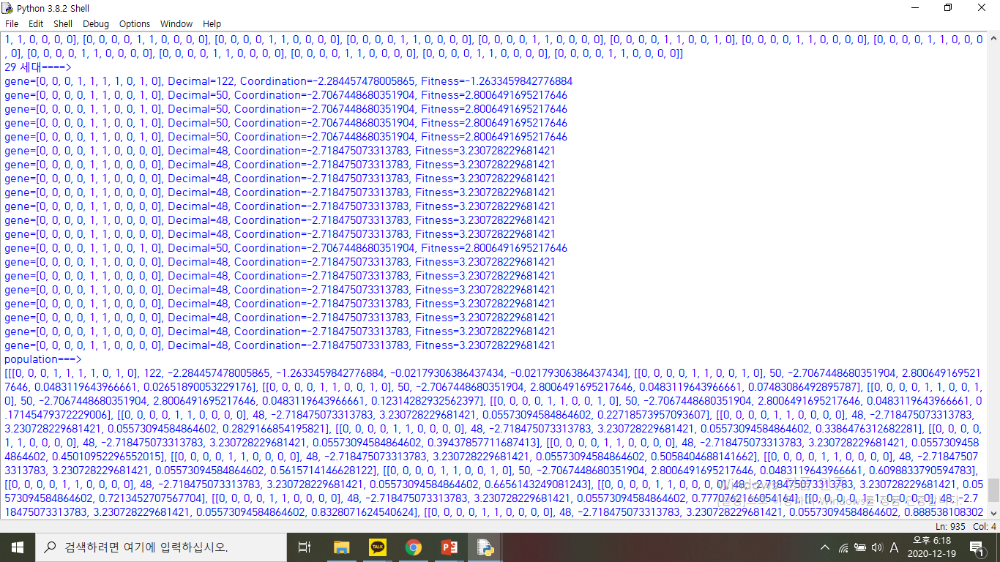 Python 3.8.2 Shell
File Edit Shell Debug Options Window Help
1, 1, 0, 0, 0, 0], [0, 0, 0, 0, 1, 1, 0, 0, 0, 0], [0, 0, 0, 0, 1, 1, 0, 0, 0, 0], [0, 0, 0, 0, 1, 1, 0, 0, 0, 0], [0, 0, 0, 0, 1, 1, 0, 0, 0, 0], [0, 0, 0, 0, 1, 1, 0, 0, 1, 0], [0, 0, 0, 0, 1, 1, 0, 0, 0, 0], [0, 0, 0, 0, 1, 1, 0, 0, 0
, 0], [0, 0, 0, 0, 1, 1, 0, 0, 0, 0], [0, 0, 0, 0, 1, 1, 0, 0, 0, 0], [0, 0, 0, 0, 1, 1, 0, 0, 0, 0], [0, 0, 0, 0, 1, 1, 0, 0, 0, 0], [0, 0, 0, 0, 1, 1, 0, 0, 0, 0]]
29 세대====>
gene=[0, 0, 0, 1, 1, 1, 1, 0, 1, 0], Decimal=122, Coordination=-2.284457478005865, Fitness=-1.2633459842776884
gene=[0, 0, 0, 0, 1, 1, 0, 0, 1, 0], Decimal=50, Coordination=-2.7067448680351904, Fitness=2.8006491695217646
gene=[0, 0, 0, 0, 1, 1, 0, 0, 1, 0], Decimal=50, Coordination=-2.7067448680351904, Fitness=2.8006491695217646
gene=[0, 0, 0, 0, 1, 1, 0, 0, 1, 0], Decimal=50, Coordination=-2.7067448680351904, Fitness=2.8006491695217646
gene=[0, 0, 0, 0, 1, 1, 0, 0, 1, 0], Decimal=50, Coordination=-2.7067448680351904, Fitness=2.8006491695217646
gene=[0, 0, 0, 0, 1, 1, 0, 0, 0, 0], Decimal=48, Coordination=-2.718475073313783, Fitness=3.230728229681421
gene=[0, 0, 0, 0, 1, 1, 0, 0, 0, 0], Decimal=48, Coordination=-2.718475073313783, Fitness=3.230728229681421
gene=[0, 0, 0, 0, 1, 1, 0, 0, 0, 0], Decimal=48, Coordination=-2.718475073313783, Fitness=3.230728229681421
gene=[0, 0, 0, 0, 1, 1, 0, 0, 0, 0], Decimal=48, Coordination=-2.718475073313783, Fitness=3.230728229681421
gene=[0, 0, 0, 0, 1, 1, 0, 0, 0, 0], Decimal=48, Coordination=-2.718475073313783, Fitness=3.230728229681421
gene=[0, 0, 0, 0, 1, 1, 0, 0, 0, 0], Decimal=48, Coordination=-2.718475073313783, Fitness=3.230728229681421
gene=[0, 0, 0, 0, 1, 1, 0, 0, 0, 0], Decimal=48, Coordination=-2.718475073313783, Fitness=3.230728229681421
gene=[0, 0, 0, 0, 1, 1, 0, 0, 1, 0], Decimal=50, Coordination=-2.7067448680351904, Fitness=2.8006491695217646
gene=[0, 0, 0, 0, 1, 1, 0, 0, 0, 0], Decimal=48, Coordination=-2.718475073313783, Fitness=3.230728229681421
gene=[0, 0, 0, 0, 1, 1, 0, 0, 0, 0], Decimal=48, Coordination=-2.718475073313783, Fitness=3.230728229681421
gene=[0, 0, 0, 0, 1, 1, 0, 0, 0, 0], Decimal=48, Coordination=-2.718475073313783, Fitness=3.230728229681421
gene=[0, 0, 0, 0, 1, 1, 0, 0, 0, 0], Decimal=48, Coordination=-2.718475073313783, Fitness=3.230728229681421
gene=[0, 0, 0, 0, 1, 1, 0, 0, 0, 0], Decimal=48, Coordination=-2.718475073313783, Fitness=3.230728229681421
gene=[0, 0, 0, 0, 1, 1, 0, 0, 0, 0], Decimal=48, Coordination=-2.718475073313783, Fitness=3.230728229681421
gene=[0, 0, 0, 0, 1, 1, 0, 0, 0, 0], Decimal=48, Coordination=-2.718475073313783, Fitness=3.230728229681421
population===>
[[[0, 0, 0, 1, 1, 1, 1, 0, 1, 0], 122, -2.284457478005865, -1.2633459842776884, -0.02179306386437434, -0.02179306386437434], [[0, 0, 0, 0, 1, 1, 0, 0, 1, 0], 50, -2.7067448680351904, 2.800649169521
7646, 0.0483119643966661, 0.02651890053229176], [[0, 0, 0, 0, 1, 1, 0, 0, 1, 0], 50, -2.7067448680351904, 2.8006491695217646, 0.0483119643966661, 0.07483086492895787], [[0, 0, 0, 0, 1, 1, 0, 0, 1,
0], 50, -2.7067448680351904, 2.8006491695217646, 0.0483119643966661, 0.12314282932562397], [[0, 0, 0, 0, 1, 1, 0, 0, 1, 0], 50, -2.7067448680351904, 2.8006491695217646, 0.0483119643966661, 0
.17145479372229006], [[0, 0, 0, 0, 1, 1, 0, 0, 0, 0], 48, -2.718475073313783, 3.230728229681421, 0.05573094584864602, 0.22718573957093607], [[0, 0, 0, 0, 1, 1, 0, 0, 0, 0], 48, -2.718475073313783,
3.230728229681421, 0.05573094584864602, 0.2829166854195821], [[0, 0, 0, 0, 1, 1, 0, 0, 0, 0], 48, -2.718475073313783, 3.230728229681421, 0.05573094584864602, 0.3386476312682281], [[0, 0, 0, 0,
1, 1, 0, 0, 0, 0], 48, -2.718475073313783, 3.230728229681421, 0.05573094584864602, 0.39437857711687413], [[0, 0, 0, 0, 1, 1, 0, 0, 0, 0], 48, -2.718475073313783, 3.230728229681421, 0.0557309458
4864602, 0.45010952296552015], [[0, 0, 0, 0, 1, 1, 0, 0, 0, 0], 48, -2.718475073313783, 3.230728229681421, 0.05573094584864602, 0.5058404688141662], [[0, 0, 0, 0, 1, 1, 0, 0, 0, 0], 48, -2.71847507
3313783, 3.230728229681421, 0.05573094584864602, 0.5615714146628122], [[0, 0, 0, 0, 1, 1, 0, 0, 1, 0], 50, -2.7067448680351904, 2.8006491695217646, 0.0483119643966661, 0.6098833790594783],
[[0, 0, 0, 0, 1, 1, 0, 0, 0, 0], 48, -2.718475073313783, 3.230728229681421, 0.05573094584864602, 0.6656143249081243], [[0, 0, 0, 0, 1, 1, 0, 0, 0, 0], 48, -2.718475073313783, 3.230728229681421, 0.05
573094584864602, 0.7213452707567704], [[0, 0, 0, 0, 1, 1, 0, 0, 0, 0], 48, -2.718475073313783, 3.230728229681421, 0.05573094584864602, 0.7770762166054164], [[0, 0, 0, 0, 1, 1, 0, 0, 0, 0], 48, -2.7
18475073313783, 3.230728229681421, 0.05573094584864602, 0.8328071624540624], [[0, 0, 0, 0, 1, 1, 0, 0, 0, 0], 48, -2.718475073313783, 3.230728229681421, 0.05573094584864602, 0.888538108302
Windows 정품 인증
[설정]으로 이동하여 Windows를 정품 인증합니다.
Ln: 935 Col: 4
검색하려면 여기에 입력하십시오.
TALK
A
오후 6:18
2020-12-19
1